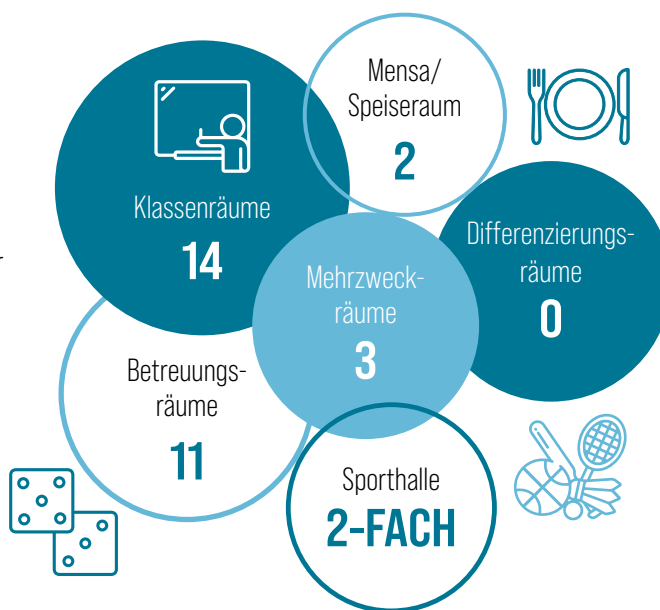 Mensa/
Speiseraum
2
Klassenräume
14
Differenzierungs-
räume
0
Mehrzweck-
räume
3
Betreuungs-
räume
11
Sporthalle
2-FACH